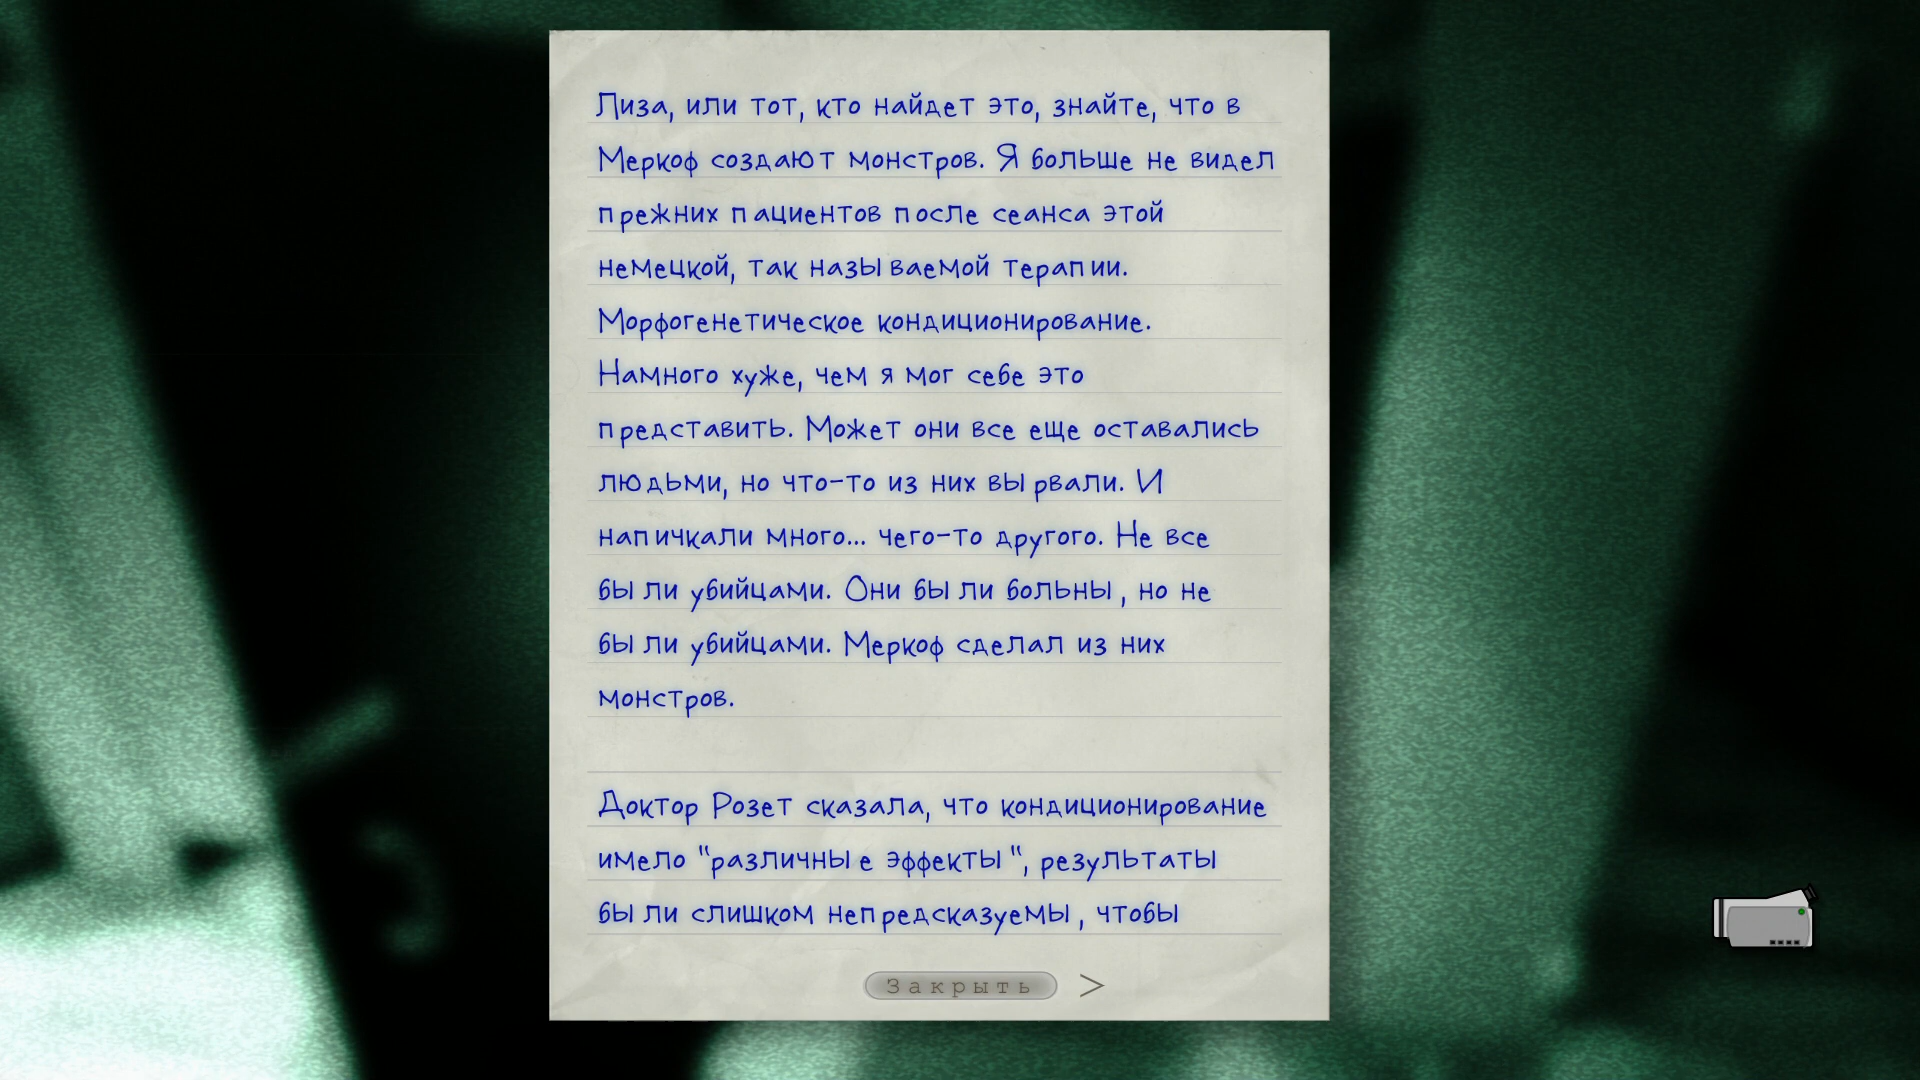 Лиза, или тот, кто найдет это, знайте, что в
Меркоф создают монстров. Я больше не видел
прежних пациентов после сеанса этой
немецкой, так называемой терапии.
Морфогенетическое кондиционирование.
Намного хуже, чем я мог себе это
представить. Может они все еще оставались
людьми, но что-то из них вырвали. И
напичкали много... чего-то другого. Не все
были убийцами. Они были больны, но не
были убийцами. Меркоф сделал из них
монстров.
Доктор Розет сказала, что кондиционирование
имело "различные эффекты", результаты
были слишком непредсказуемы, чтобы
Закрыть >